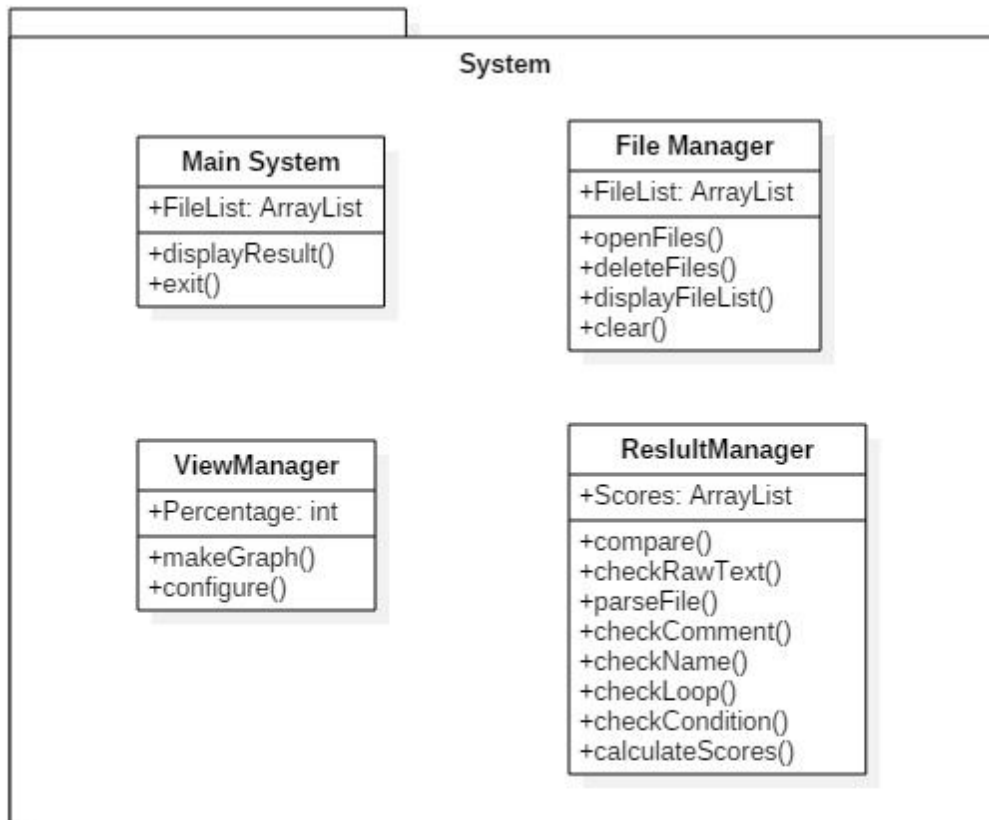 System
Main System
+FileList: ArrayList
+displayResult()
+exit()
File Manager
+FileList: ArrayList
+openFiles()
+deleteFiles()
+displayFileList()
+clear()
ViewManager
+Percentage: int
+makeGraph()
+configure()
ReslultManager
+Scores: ArrayList
+compare()
+checkRawText()
+parseFile()
+checkComment()
+checkName()
+checkLoop()
+checkCondition()
+calculateScores()